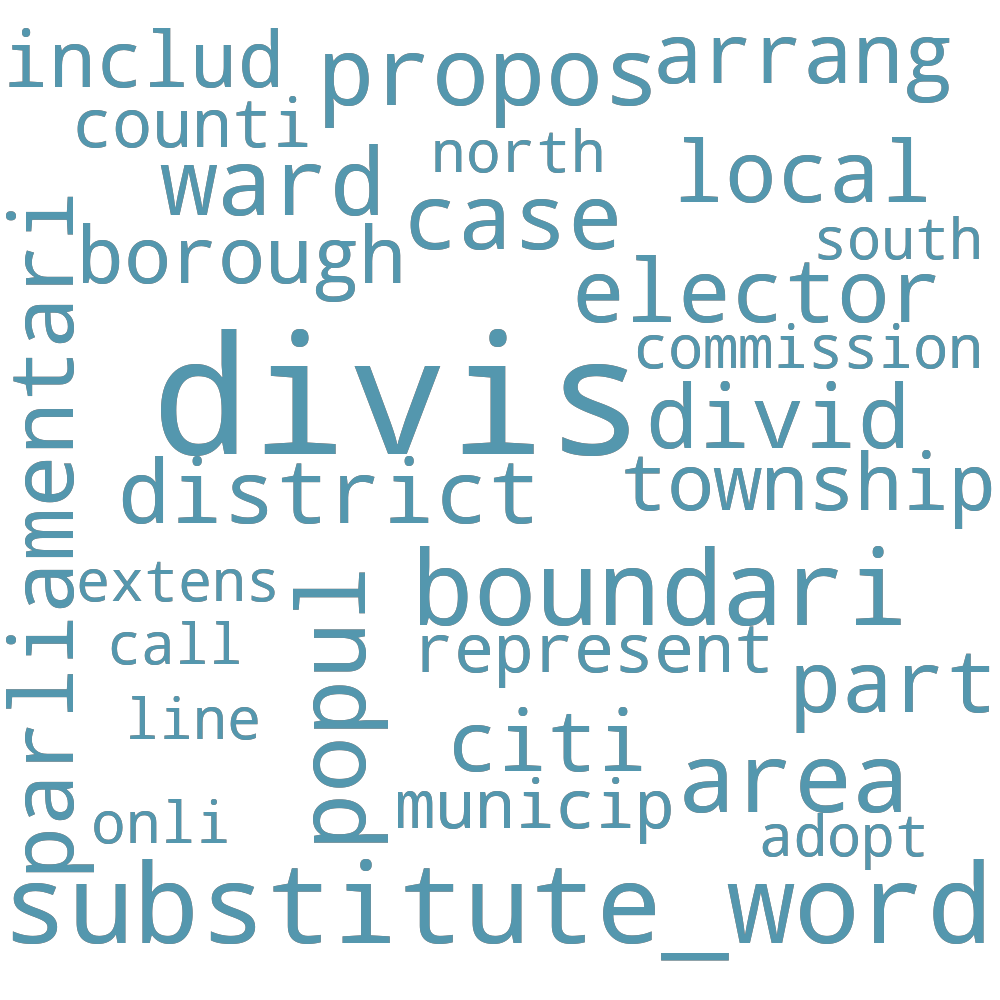 includ
propos
arrang
counti
north
local
ward
case
south
borough
elector
parliamentari
commission
divis
divid
district
township
extens
boundari
popul
call
represent
part
line
citi
area
municip
onli
adopt
substitute_word